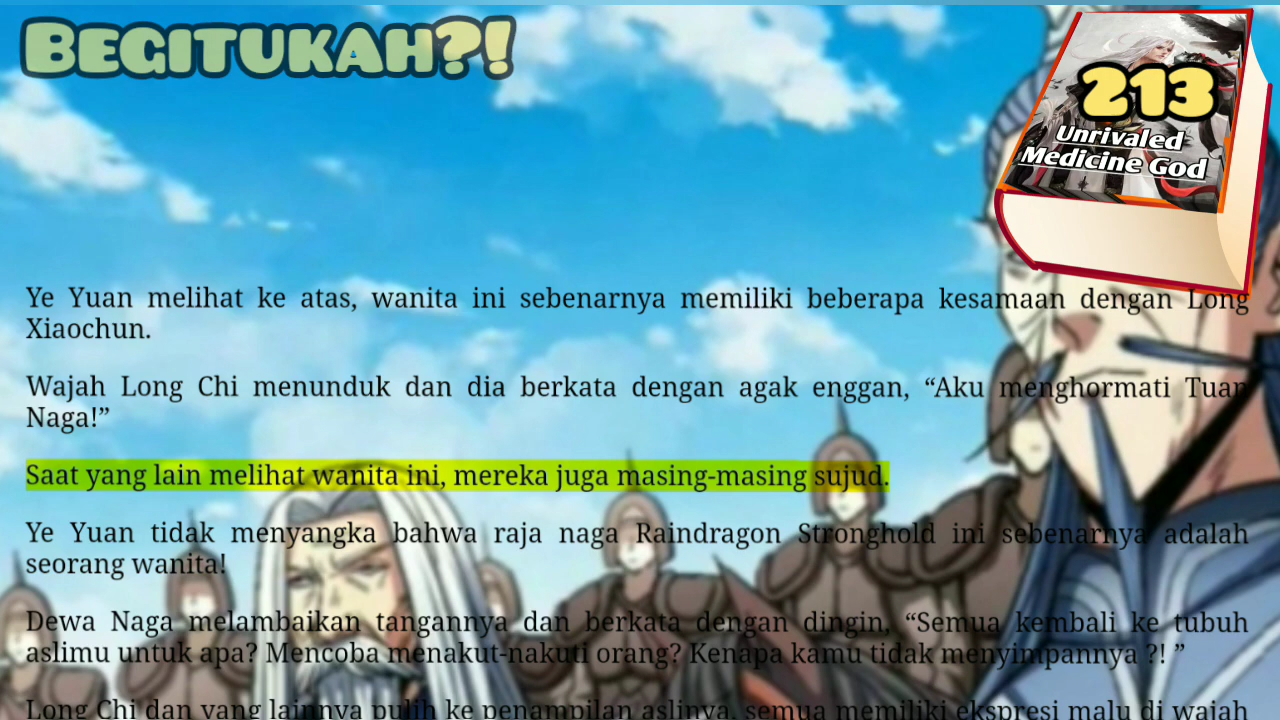 BEGITUKAH?!
213
Unrivaled
Medicine God
Ye Yuan melihat ke atas, wanita ini sebenarnya memiliki beberapa kesamaan dengan Long
Xiaochun.
Wajah Long Chi menunduk dan dia berkata dengan agak enggan, “Aku menghormati Tuan
Naga!”
Saat yang lain melihat wanita ini, mereka juga masing-masing sujud.
Ye Yuan tidak menyangka bahwa raja naga Raindragon Stronghold ini sebenarnya adalah
seorang wanita!
Dewa Naga melambaikan tangannya dan berkata dengan dingin, “Semua kembali ke tubuh
aslimu untuk apa? Mencoba menakut-nakuti orang? Kenapa kamu tidak menyimpannya ?! ”
Long Chi dan yang lainnya pulih ke penampilan aslinya, semua memiliki ekspresi malu di wajah